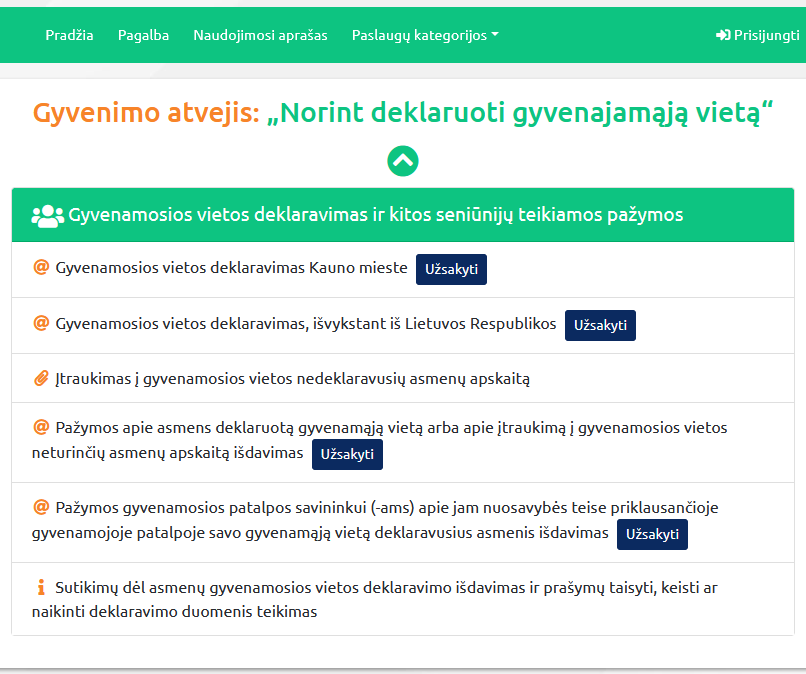 Pradžia Pagalba Naudojimosi aprašas Paslaugų kategorijos Prisijungti
Gyvenimo atvejis: „Norint deklaruoti gyvenajamąją vietą“
Gyvenamosios vietos deklaravimas ir kitos seniūnijų teikiamos pažymos
@ Gyvenamosios vietos deklaravimas Kauno mieste Užsakyti
@ Gyvenamosios vietos deklaravimas, išvykstant iš Lietuvos Respublikos Užsakyti
Įtraukimas į gyvenamosios vietos nedeklaravusių asmenų apskaitą
@ Pažymos apie asmens deklaruotą gyvenamąją vietą arba apie įtraukimą į gyvenamosios vietos
neturinčių asmenų apskaitą išdavimas Užsakyti
@ Pažymos gyvenamosios patalpos savininkui (-ams) apie jam nuosavybės teise priklausančioje
gyvenamojoje patalpoje savo gyvenamąją vietą deklaravusius asmenis išdavimas Užsakyti
Sutikimų dėl asmenų gyvenamosios vietos deklaravimo išdavimas ir prašymų taisyti, keisti ar
naikinti deklaravimo duomenis teikimas